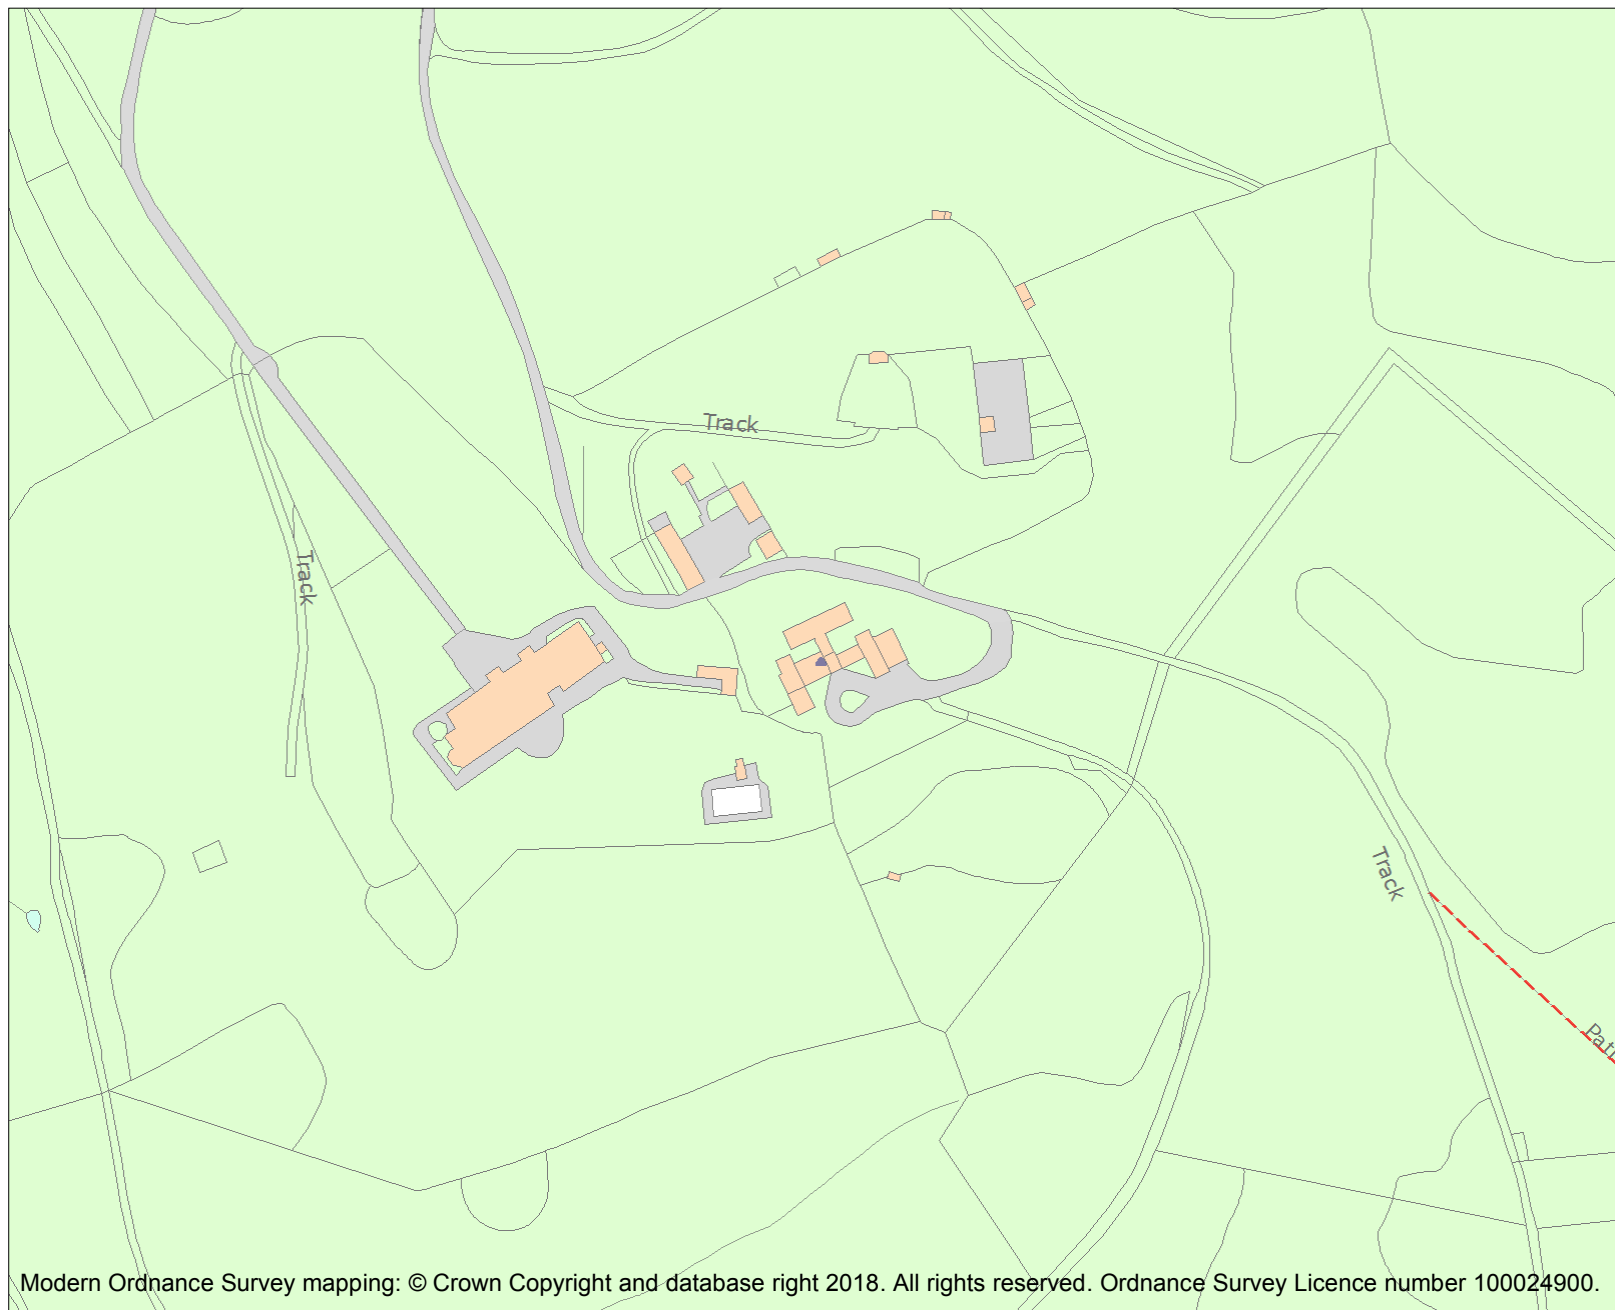 Track
Track
Track
Modern Ordnance Survey mapping: © Crown Copyright and database right 2018. All rights reserved. Ordnance Survey Licence number 100024900.